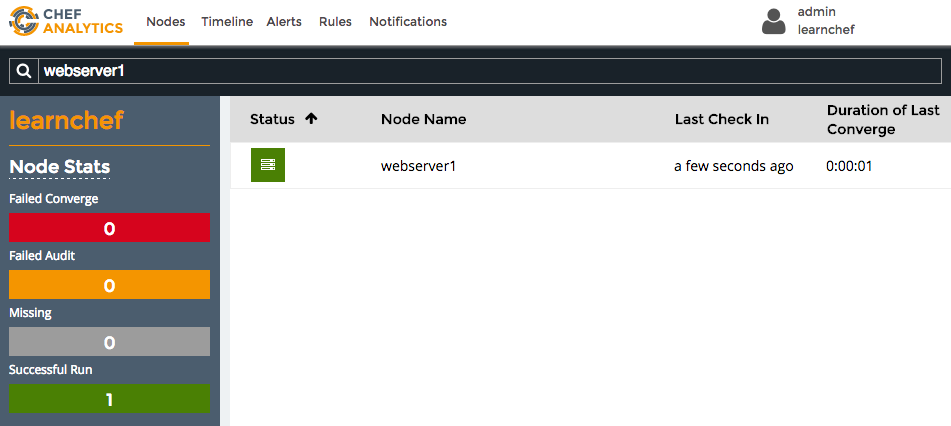 CHEF
ANALYTICS
Nodes Timeline Alerts Rules Notifications
admin
learnchef
webserver1
learnchef
Node Stats
Failed Converge
0
Failed Audit
0
Missing
0
Successful Run
1
Status Node Name Last Check In Duration of Last
Converge
webserver1 a few seconds ago 0:00:01